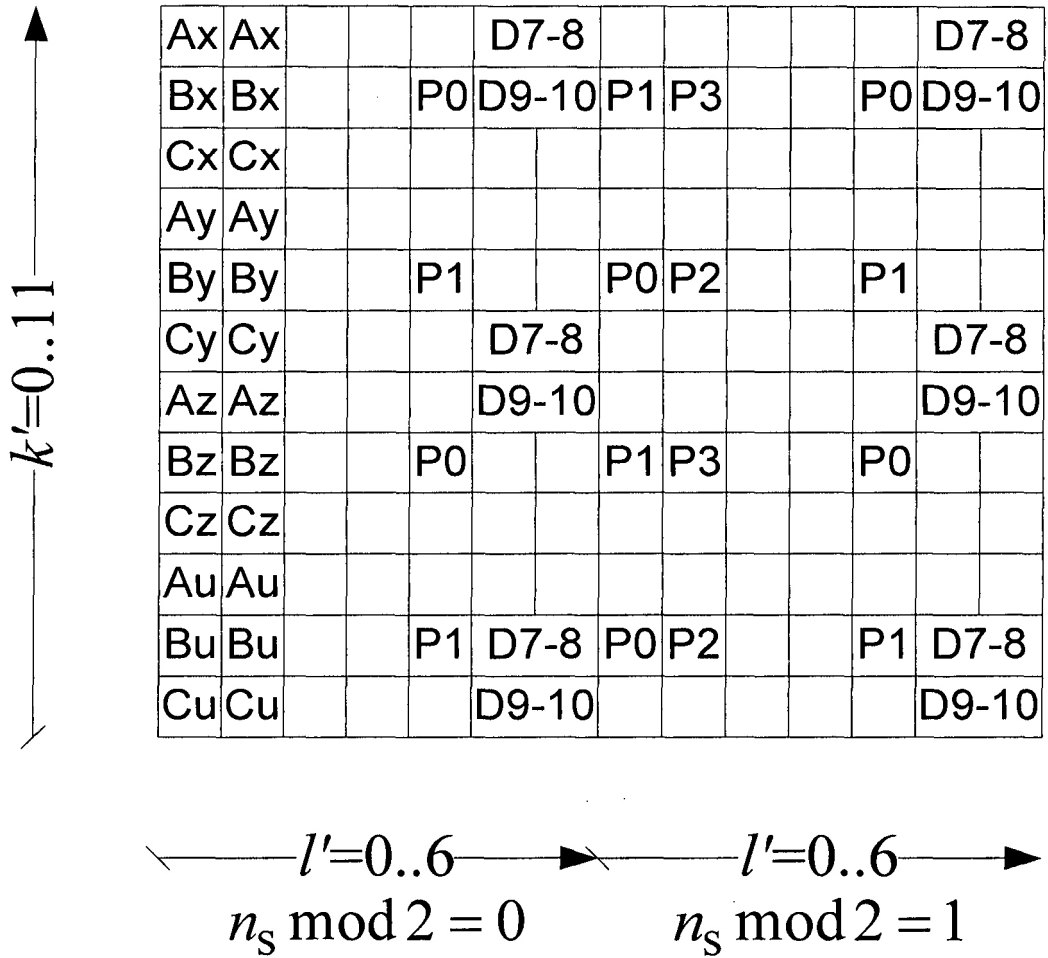 Ax Ax D7-8 D7-8
Bx Bx P0 D9-10 P1 P3 P0 D9-10
Cx Cx
Ay Ay
By By P1 P0 P2 P1
Cy Cy D7-8 D7-8
Az Az D9-10 D9-10
Bz Bz P0 P1 P3 P0
Cz Cz
Au Au
Bu Bu P1 D7-8 P0 P2 P1 D7-8
Cu Cu D9-10 D9-10
k'=0..11
l'=0..6 l'=0..6
nS mod 2 = 0 nS mod 2 = 1